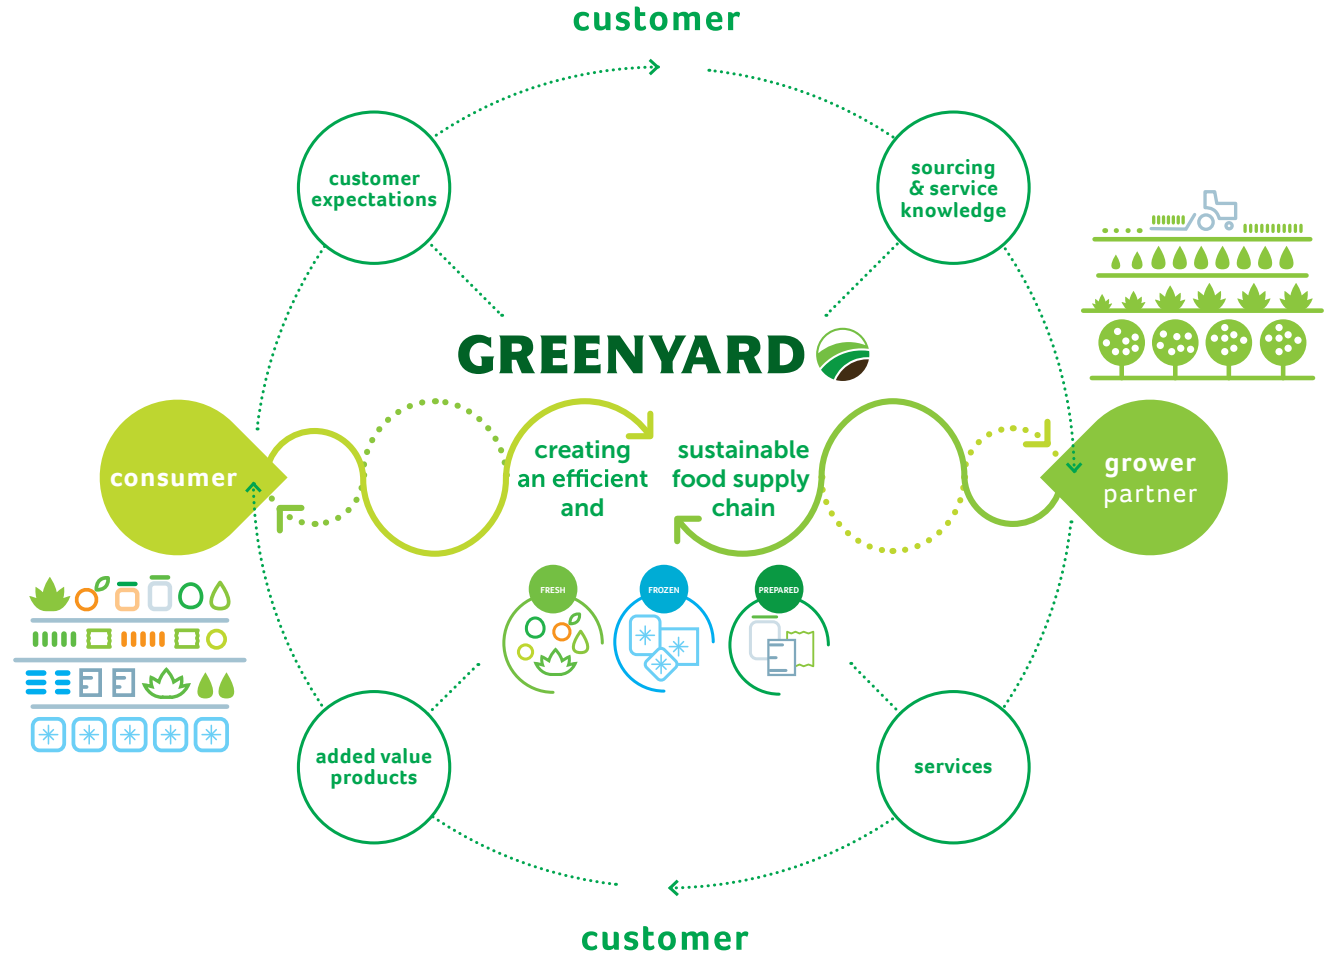 customer
customer
expectations
sourcing
& service
knowledge
GREENYARD
consumer
creating
an efficient
and
sustainable
food supply
chain
grower
partner
FRESH
FROZEN
PREPARED
added value
products
services
customer